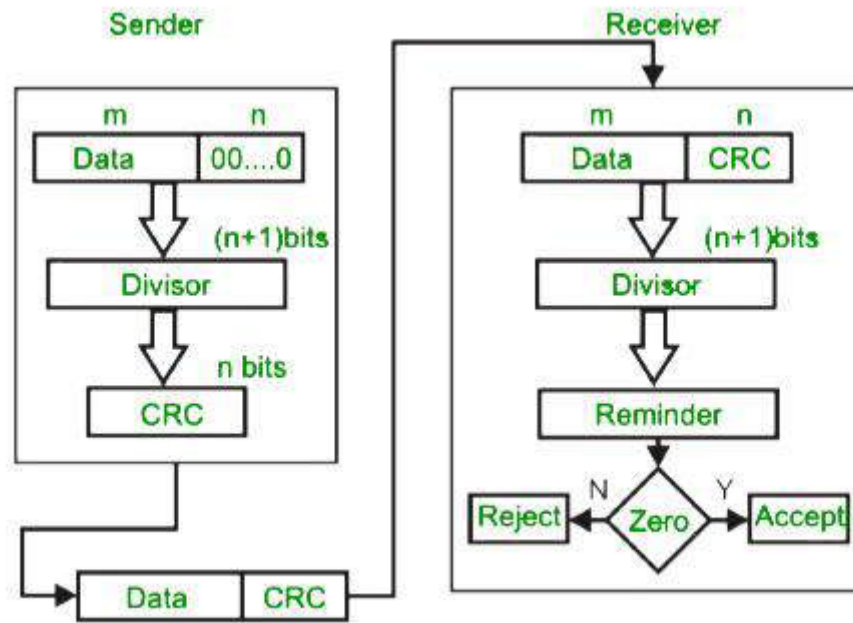 Sender
m n
Data 00....0
(n+1)bits
Divisor
n bits
CRC
Data CRC
Receiver
m n
Data CRC
(n+1)bits
Divisor
Reminder
N Y
Reject Zero Accept